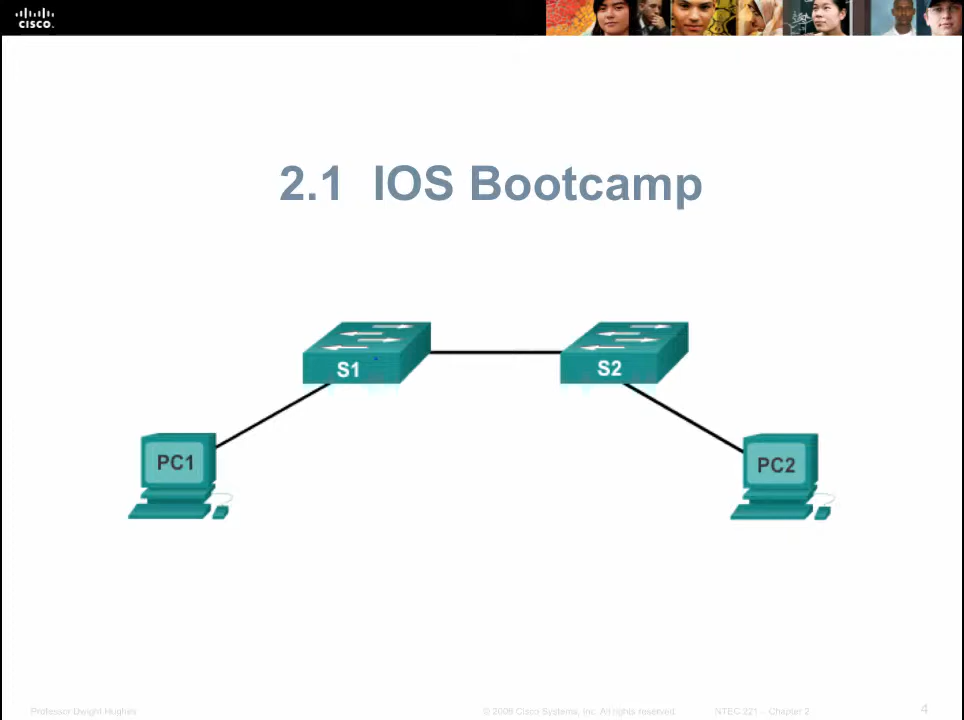 CISCO
2.1 IOS Bootcamp
S1
S2
PC1
PC2
Professor Dwight Hughes
© 2008 Cisco Systems, Inc. All rights reserved.
NTEC 221 – Chapter 2
4